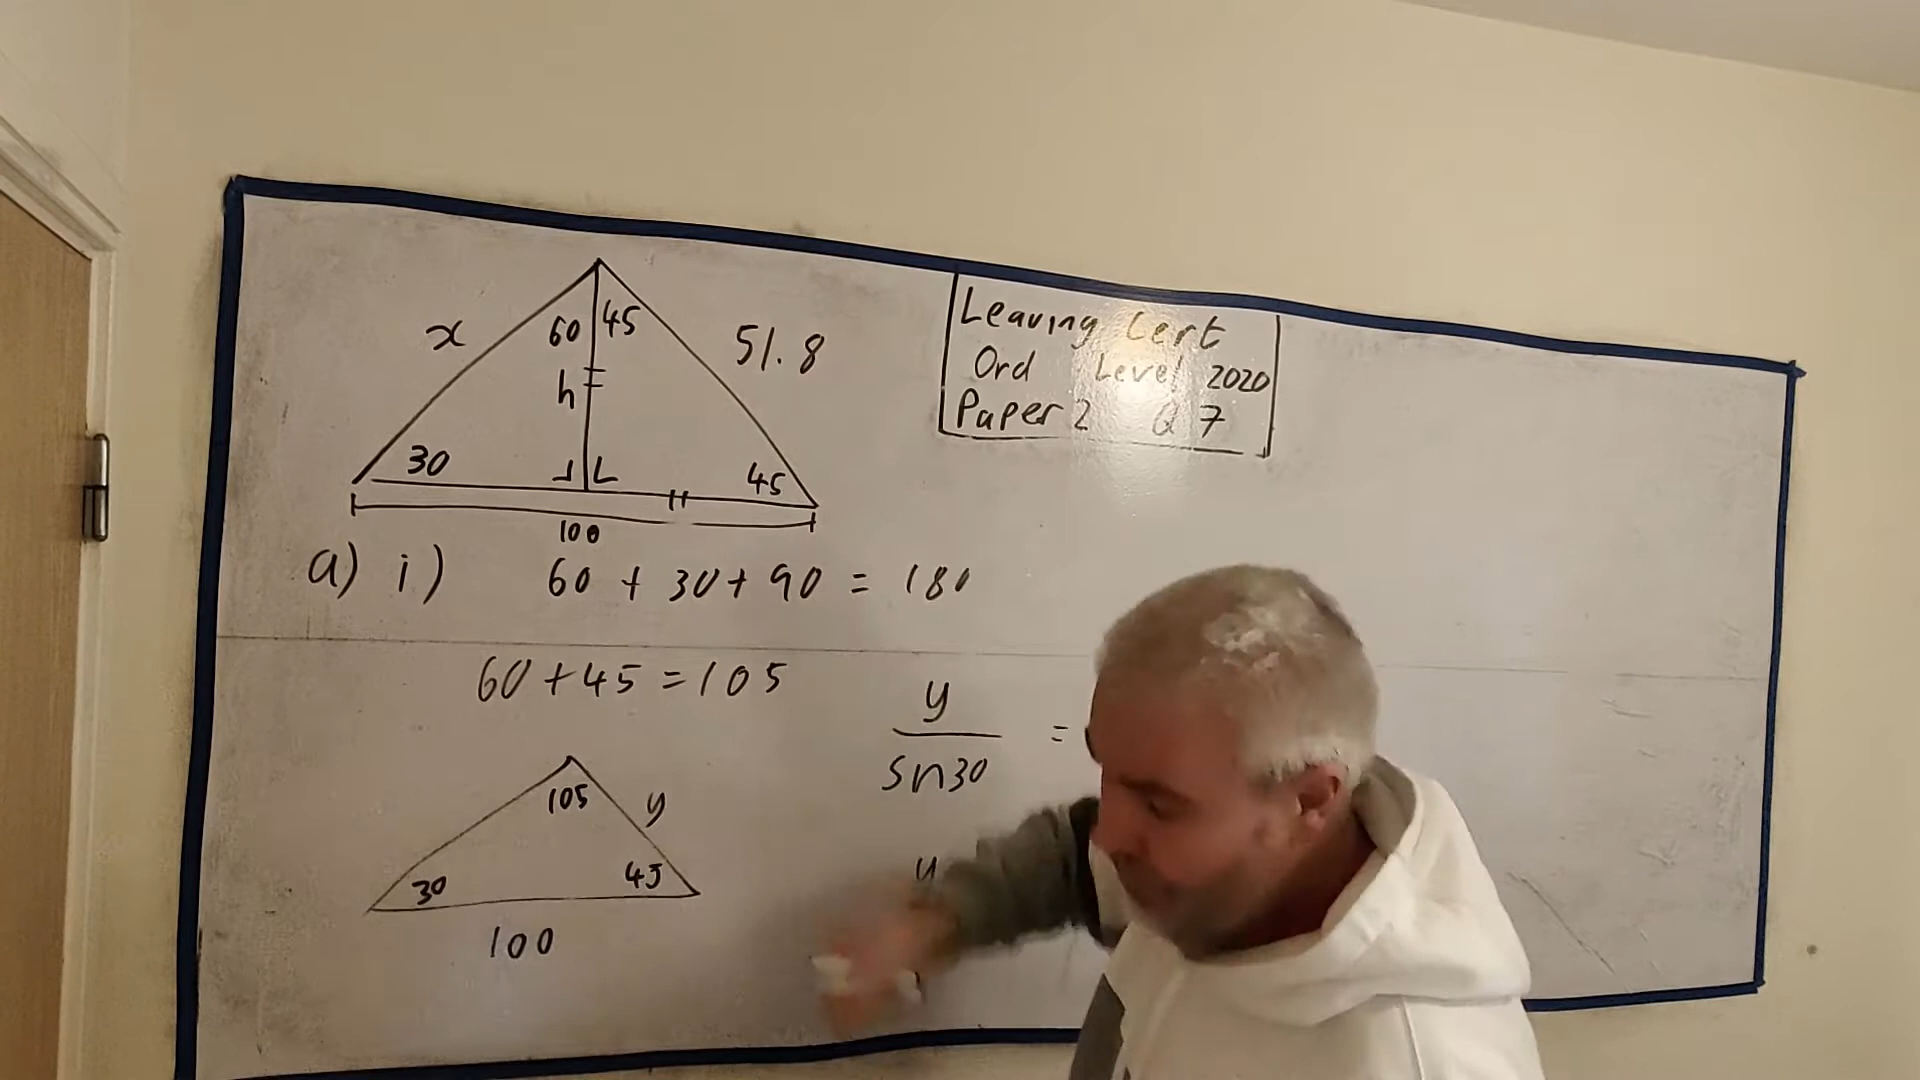 x
60
45
51.8
h
30
45
100
Leaving Cert
Ord Level 2020
Paper 2 Q 7
a) i) 60 + 30 + 90 = 180
60 + 45 = 105
y
=
sn30
105
y
30
45
100
y